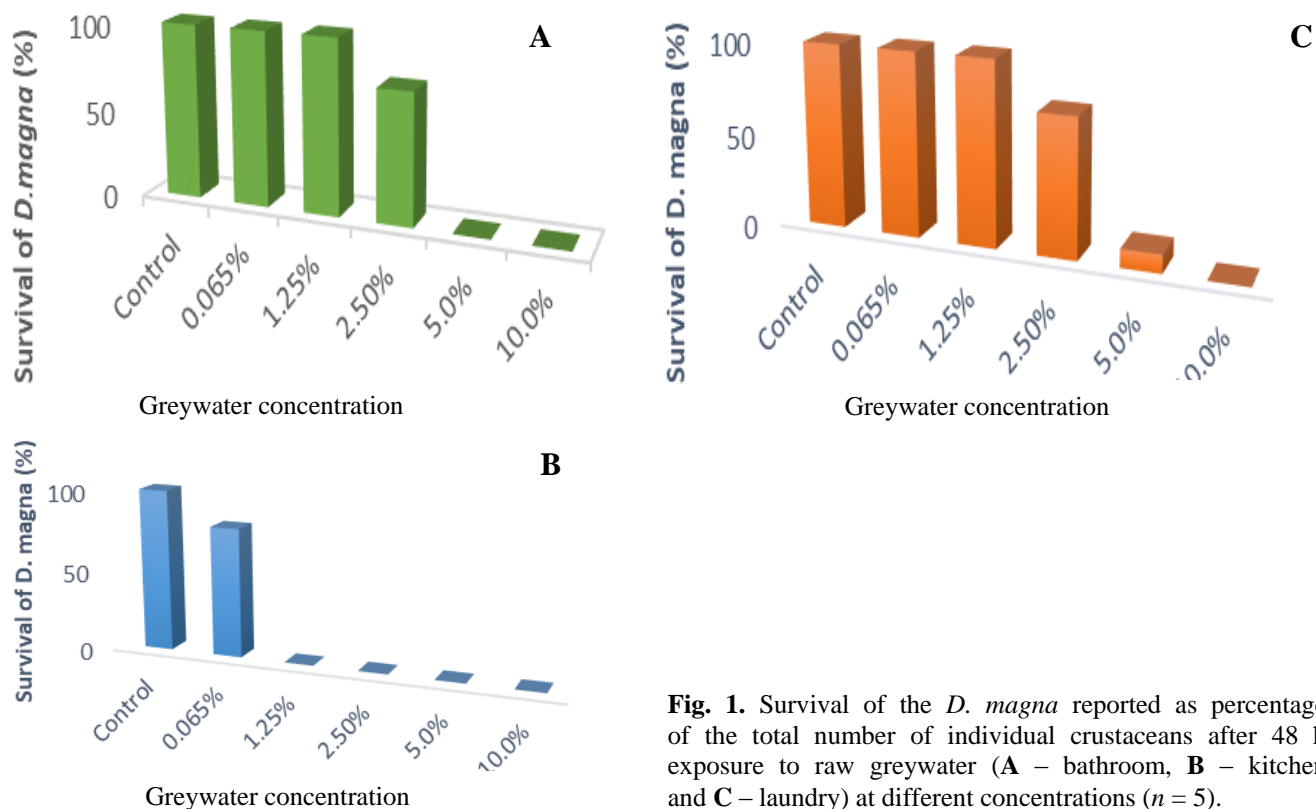 A
Survival of D.magna (%)
100
50
0
Control
0.065%
1.25%
2.50%
5.0%
10.0%
Greywater concentration
C
Survival of D. magna (%)
100
50
0
Control
0.065%
1.25%
2.50%
5.0%
Greywater concentration
B
Survival of D. magna (%)
100
50
0
Control
0.065%
1.25%
2.50%
5.0%
10.0%
Greywater concentration
Fig. 1. Survival of the D. magna reported as percentage
of the total number of individual crustaceans after 48
exposure to raw greywater (A – bathroom, B – kitchen
and C – laundry) at different concentrations (n = 5).